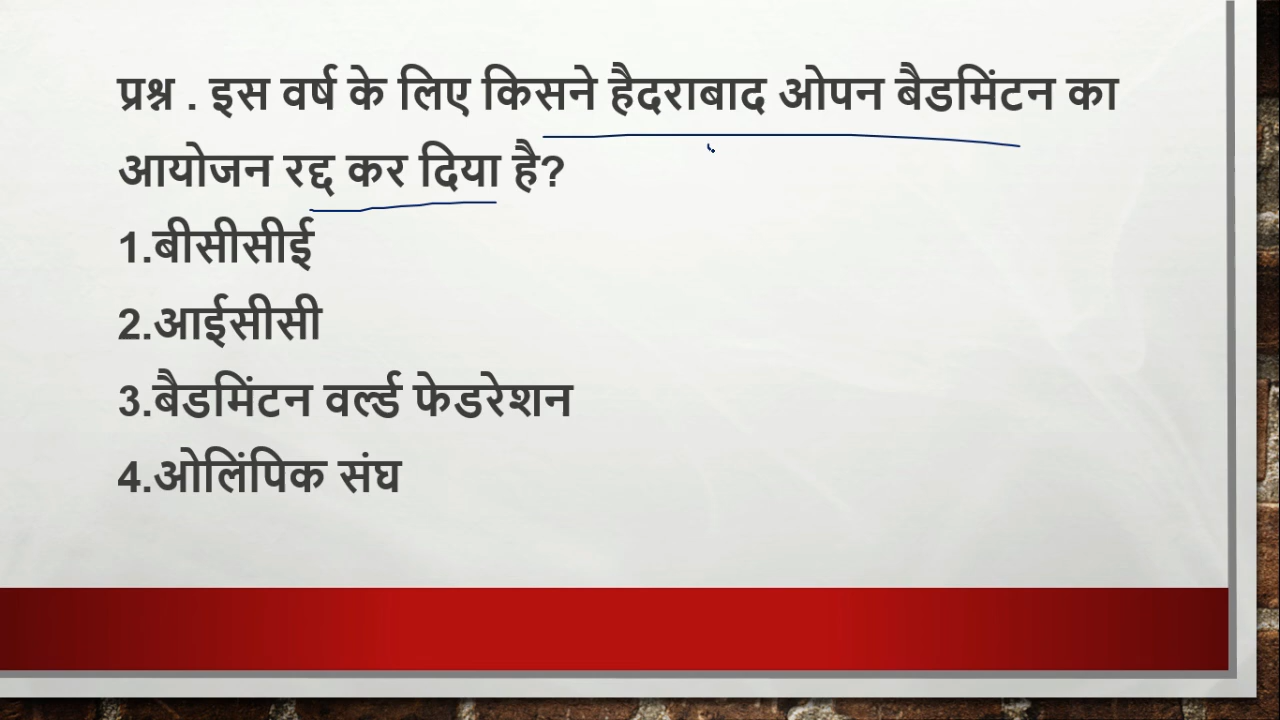 प्रश्न . इस वर्ष के लिए किसने हैदराबाद ओपन बैडमिंटन का
आयोजन रद्द कर दिया है?
1.बीसीसीई
2.आईसीसी
3.बैडमिंटन वर्ल्ड फेडरेशन
4.ओलिंपिक संघ